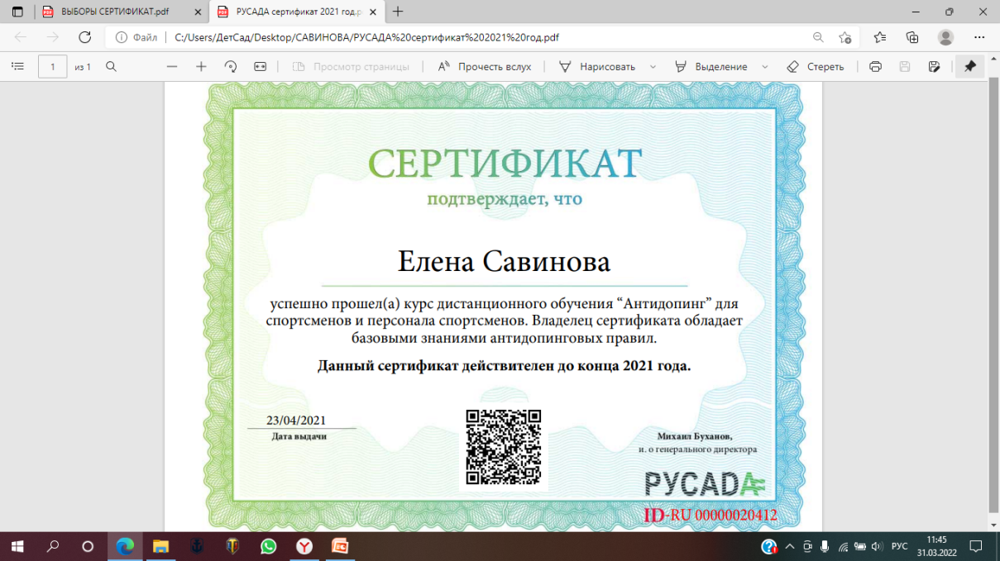 ВЫБОРЫ СЕРТИФИКАТ.pdf
РУСАДА сертификат 2021 год.p
Файл
C:/Users/ДетСад/Desktop/САВИНОВА/РУСАДА%20сертификат%202021%20год.pdf
1 из 1
Просмотр страницы
Прочесть вслух
Нарисовать
Выделение
Стереть
СЕРТИФИКАТ
подтверждает, что
Елена Савинова
успешно прошел(а) курс дистанционного обучения “Антидопинг” для
спортсменов и персонала спортсменов. Владелец сертификата обладает
базовыми знаниями антидопинговых правил.
Данный сертификат действителен до конца 2021 года.
23/04/2021
Дата выдачи
Михаил Буханов,
и. о генерального директора
РУСАДА
ID-RU 00000020412
РУС
11:45
31.03.2022